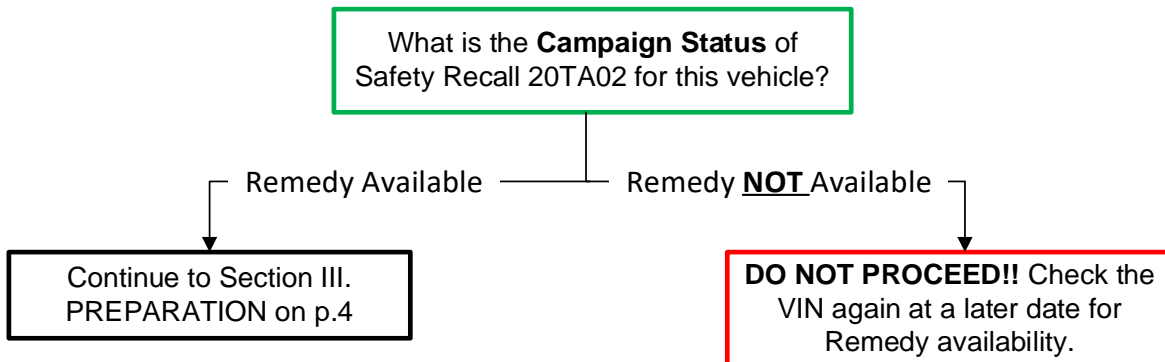 What is the Campaign Status of
Safety Recall 20TA02 for this vehicle?
Remedy Available
Remedy NOT Available
Continue to Section III.
PREPARATION on p.4
DO NOT PROCEED!! Check the
VIN again at a later date for
Remedy availability.